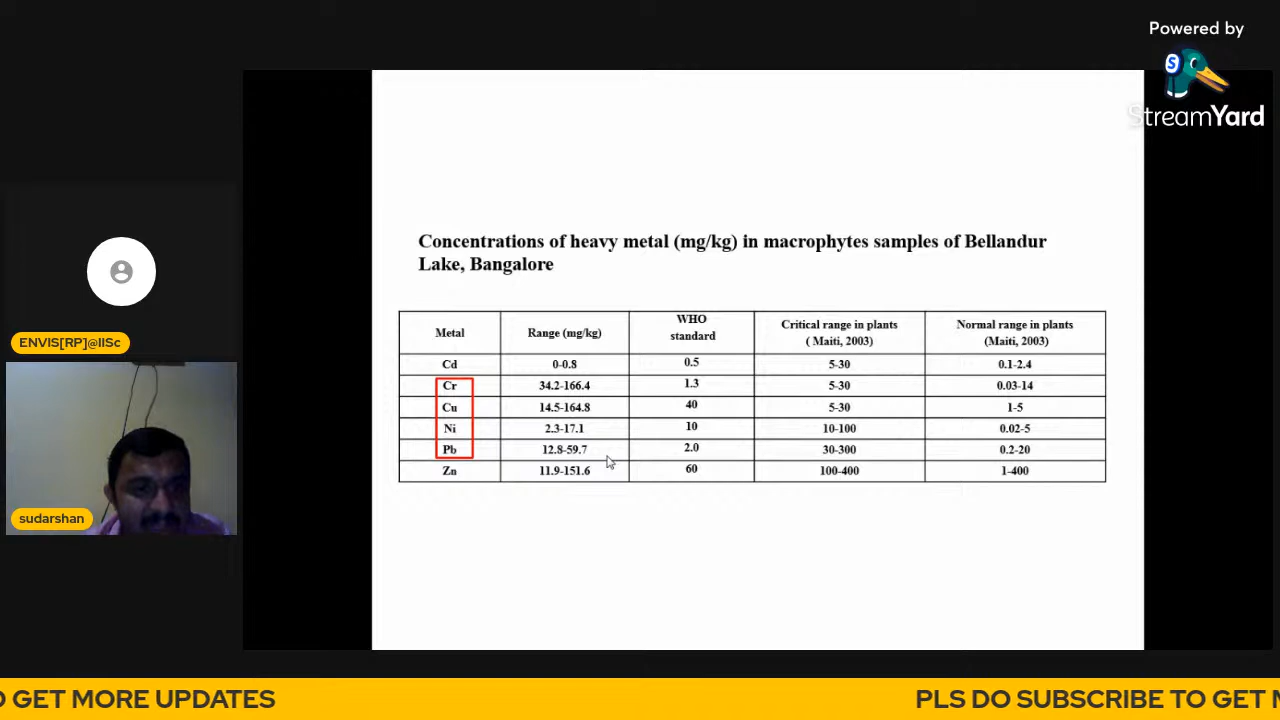 Powered by
StreamYard
Concentrations of heavy metal (mg/kg) in macrophytes samples of Bellandur
Lake, Bangalore
Metal Range (mg/kg) WHO standard Critical range in plants ( Maiti, 2003) Normal range in plants (Maiti, 2003)
Cd 0-0.8 0.5 5-30 0.1-2.4
Cr 34.2-166.4 1.3 5-30 0.03-14
Cu 14.5-164.8 40 5-30 1-5
Ni 2.3-17.1 10 10-100 0.02-5
Pb 12.8-59.7 2.0 30-300 0.2-20
Zn 11.9-151.6 60 100-400 1-400
ENVIS[RP]@IISc
sudarshan
O GET MORE UPDATES PLS DO SUBSCRIBE TO GET M